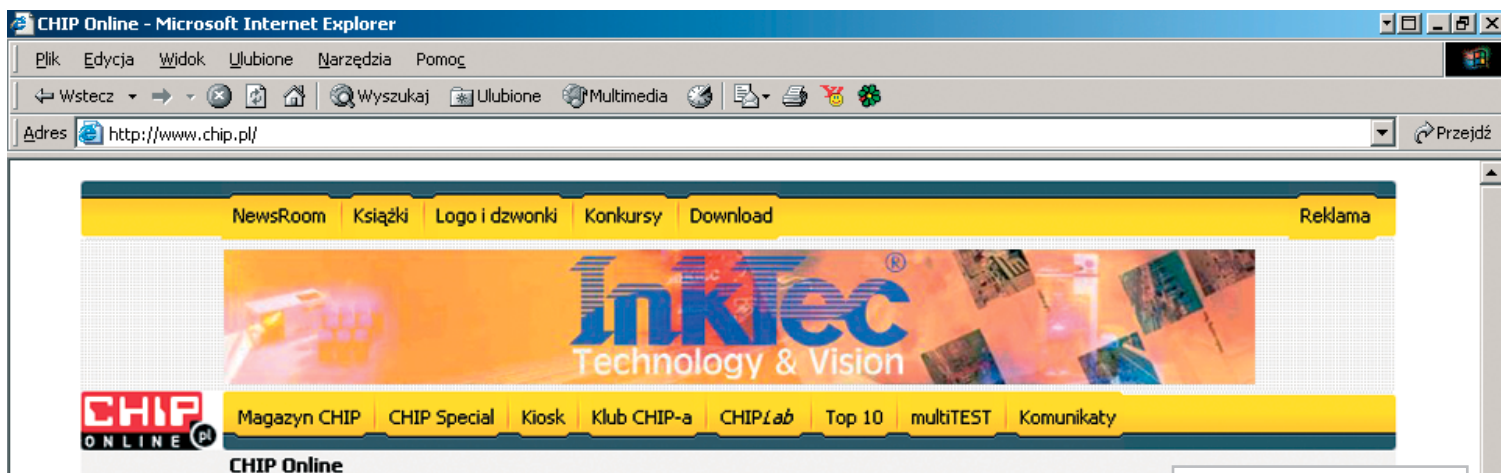 CHIP Online - Microsoft Internet Explorer
Plik Edycja Widok Ulubione Narzędzia Pomoc
Wstecz Wyszukaj Ulubione Multimedia
Adres http://www.chip.pl/ Przejdź
NewsRoom Książki Logo i dzwonki Konkursy Download Reklama
InkTec®
Technology & Vision
CHIP
ONLINE pl
Magazyn CHIP CHIP Special Kiosk Klub CHIP-a CHIPLab Top 10 multiTEST Komunikaty
CHIP Online